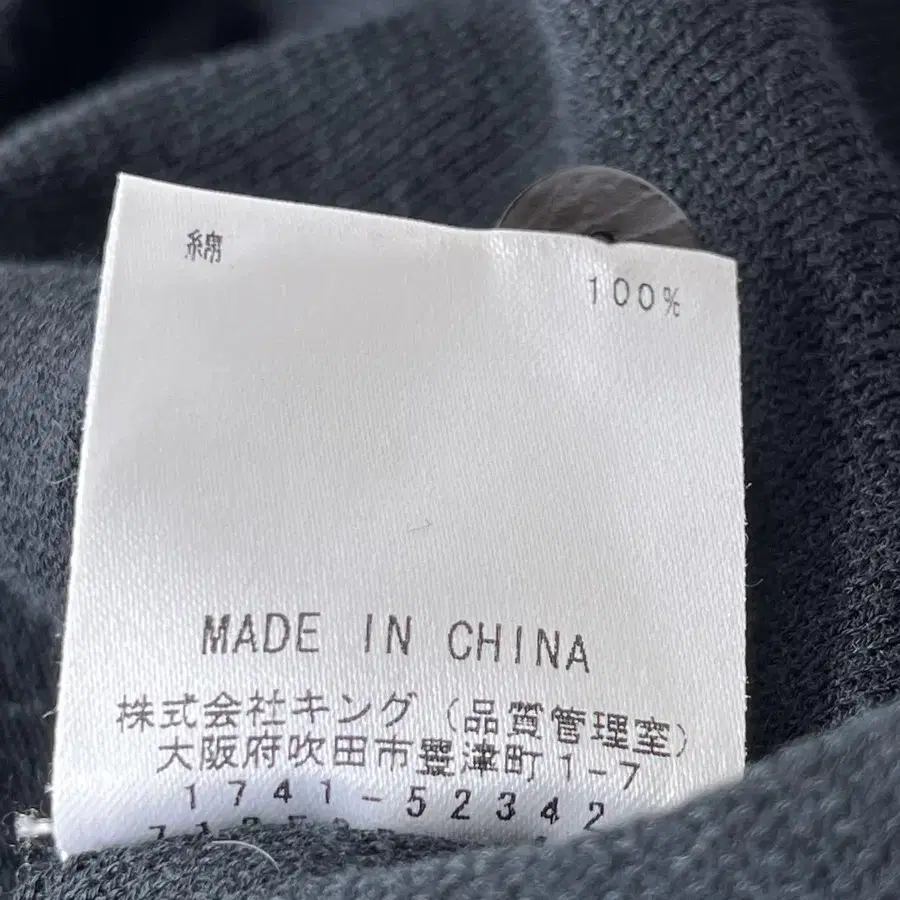 綿 100%
MADE IN CHINA
株式会社キング(品質管理室)
大阪府吹田市豊津町1-7
1741-52342